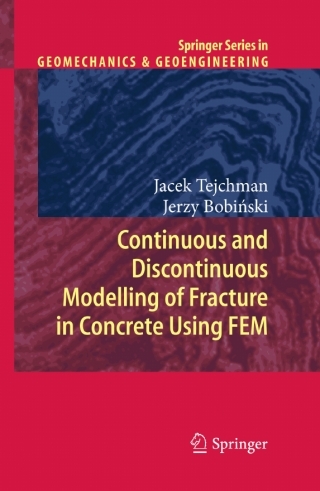 Springer Series in
GEOMECHANICS & GEOENGINEERING
Jacek Tejchman
Jerzy Bobiński
Continuous and
Discontinuous
Modelling of Fracture
in Concrete Using FEM
Springer